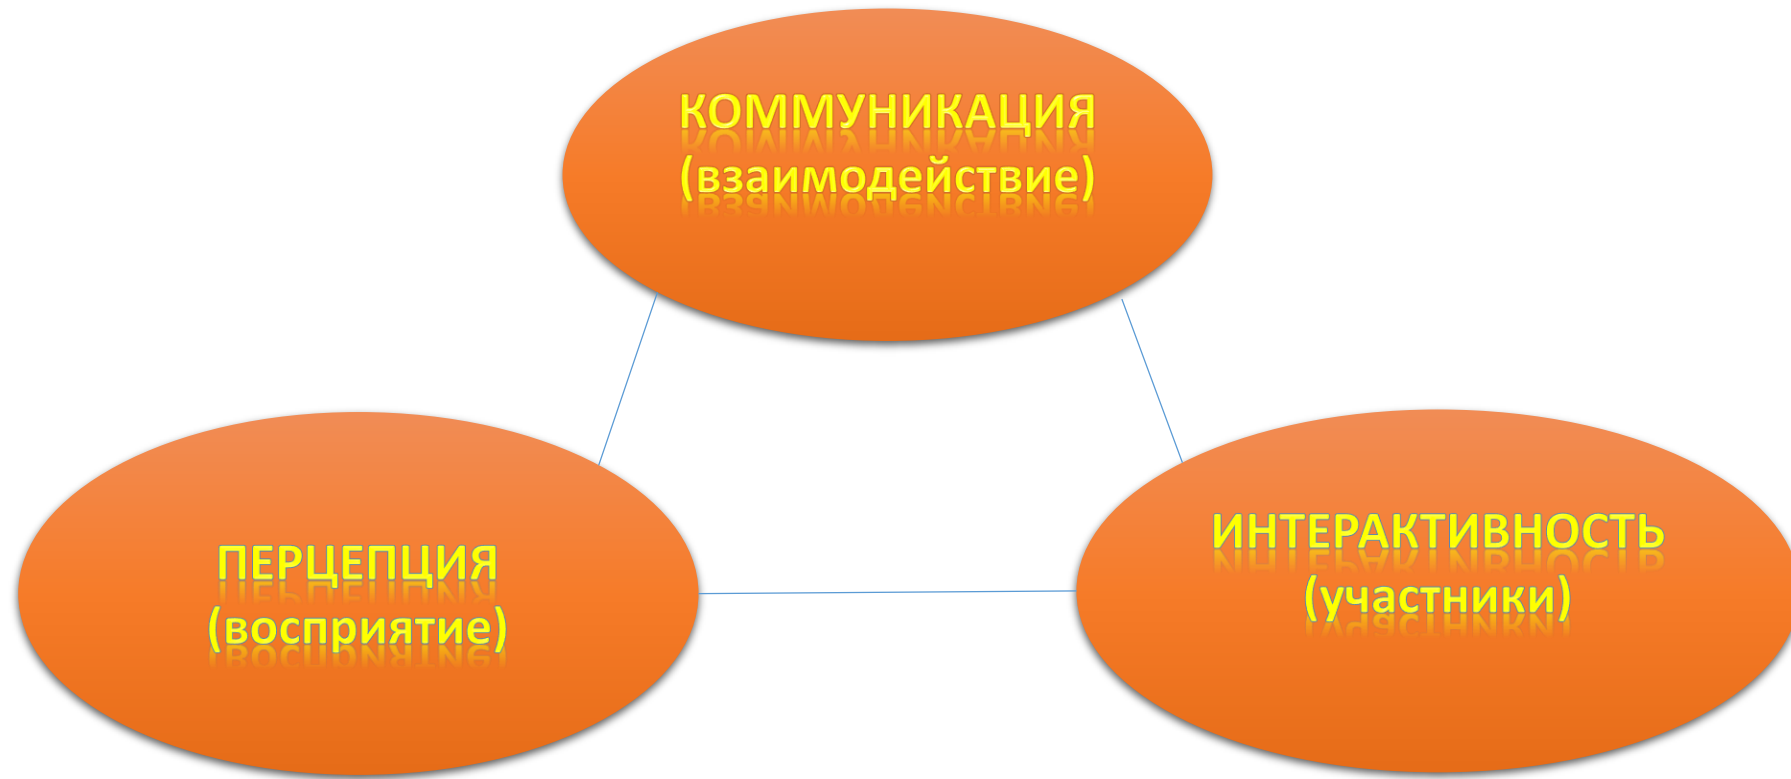 КОММУНИКАЦИЯ
(взаимодействие)
ПЕРЦЕПЦИЯ
(восприятие)
ИНТЕРАКТИВНОСТЬ
(участники)